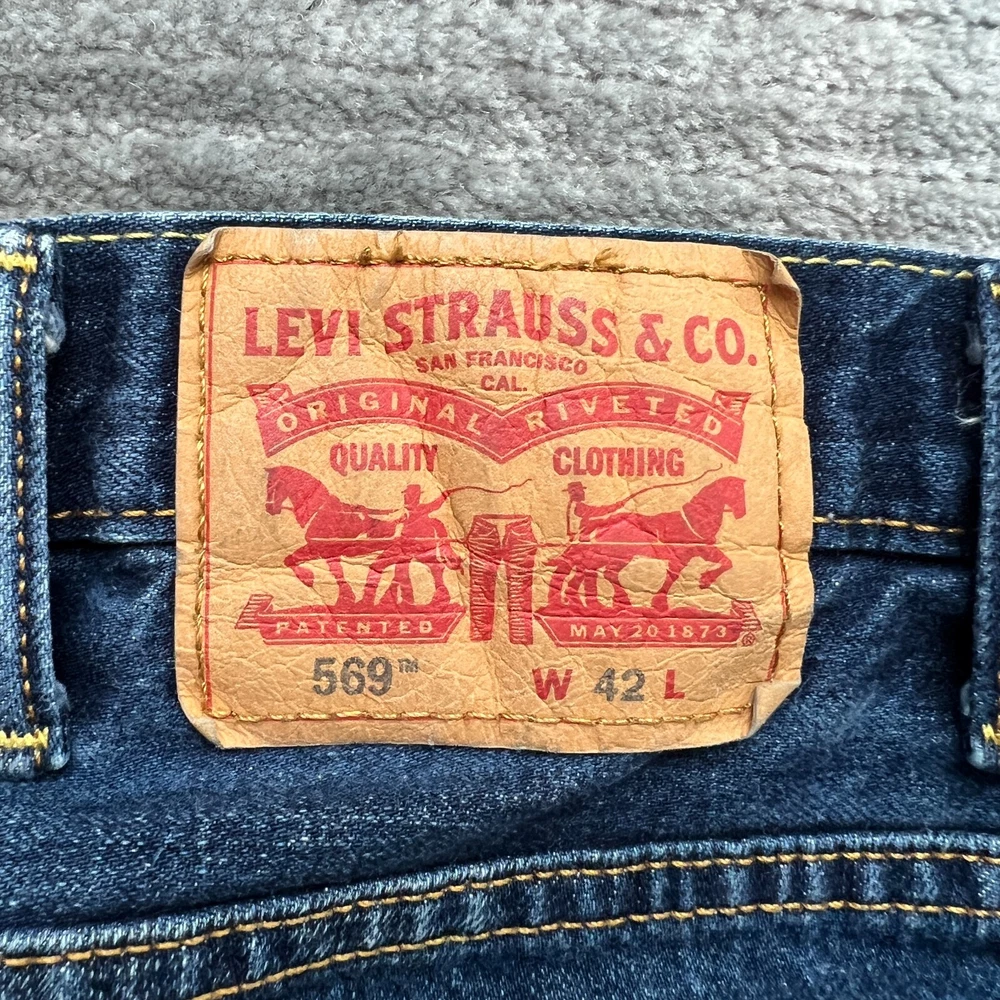 LEVI STRAUSS & CO.
SAN FRANCISCO
CAL.
ORIGINAL RIVETED
QUALITY CLOTHING
PATENTED MAY 20 1873 ®
569™ W 42 L